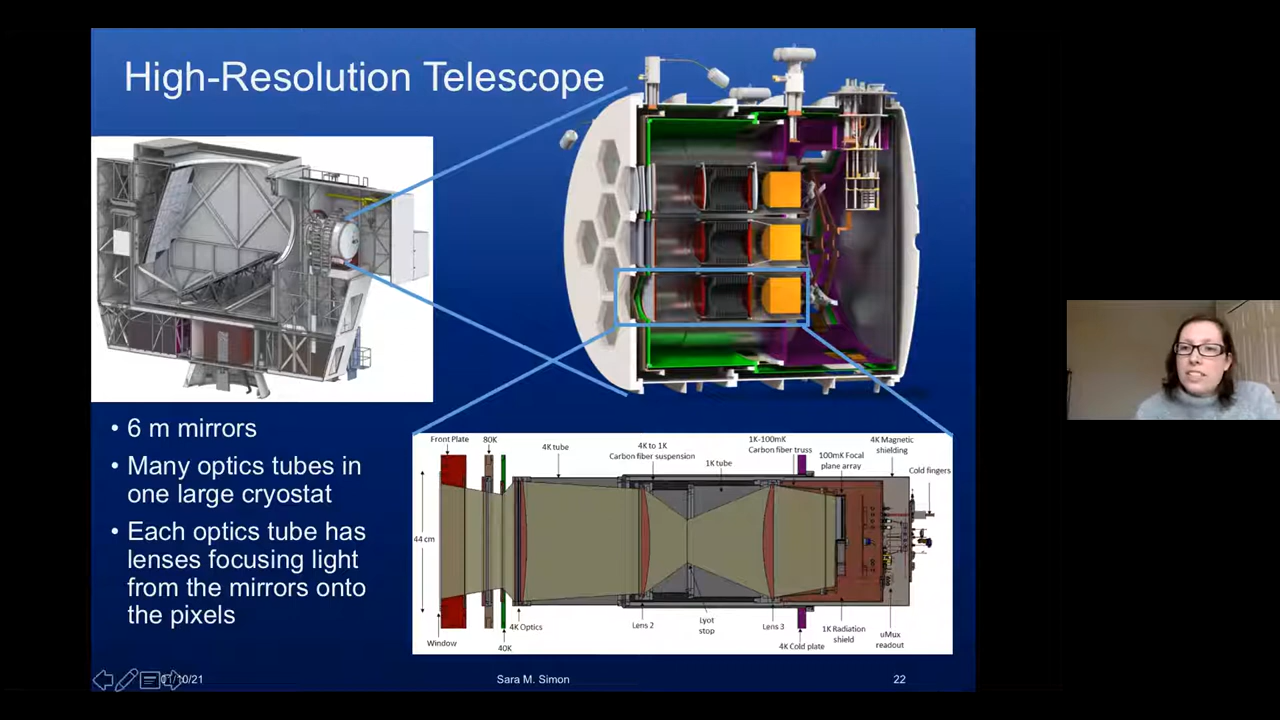 High-Resolution Telescope
• 6 m mirrors
• Many optics tubes in
one large cryostat
• Each optics tube has
lenses focusing light
from the mirrors onto
the pixels
Front Plate
80K
4K tube
4K to 1K
Carbon fiber suspension
1K tube
1K-100mK
Carbon fiber truss
100mK Focal
plane array
4K Magnetic
shielding
Cold fingers
44 cm
Window
40K
4K Optics
Lens 2
Lyot
stop
Lens 3
4K Cold plate
1K Radiation
shield
uMux
readout
/10/21
Sara M. Simon
22